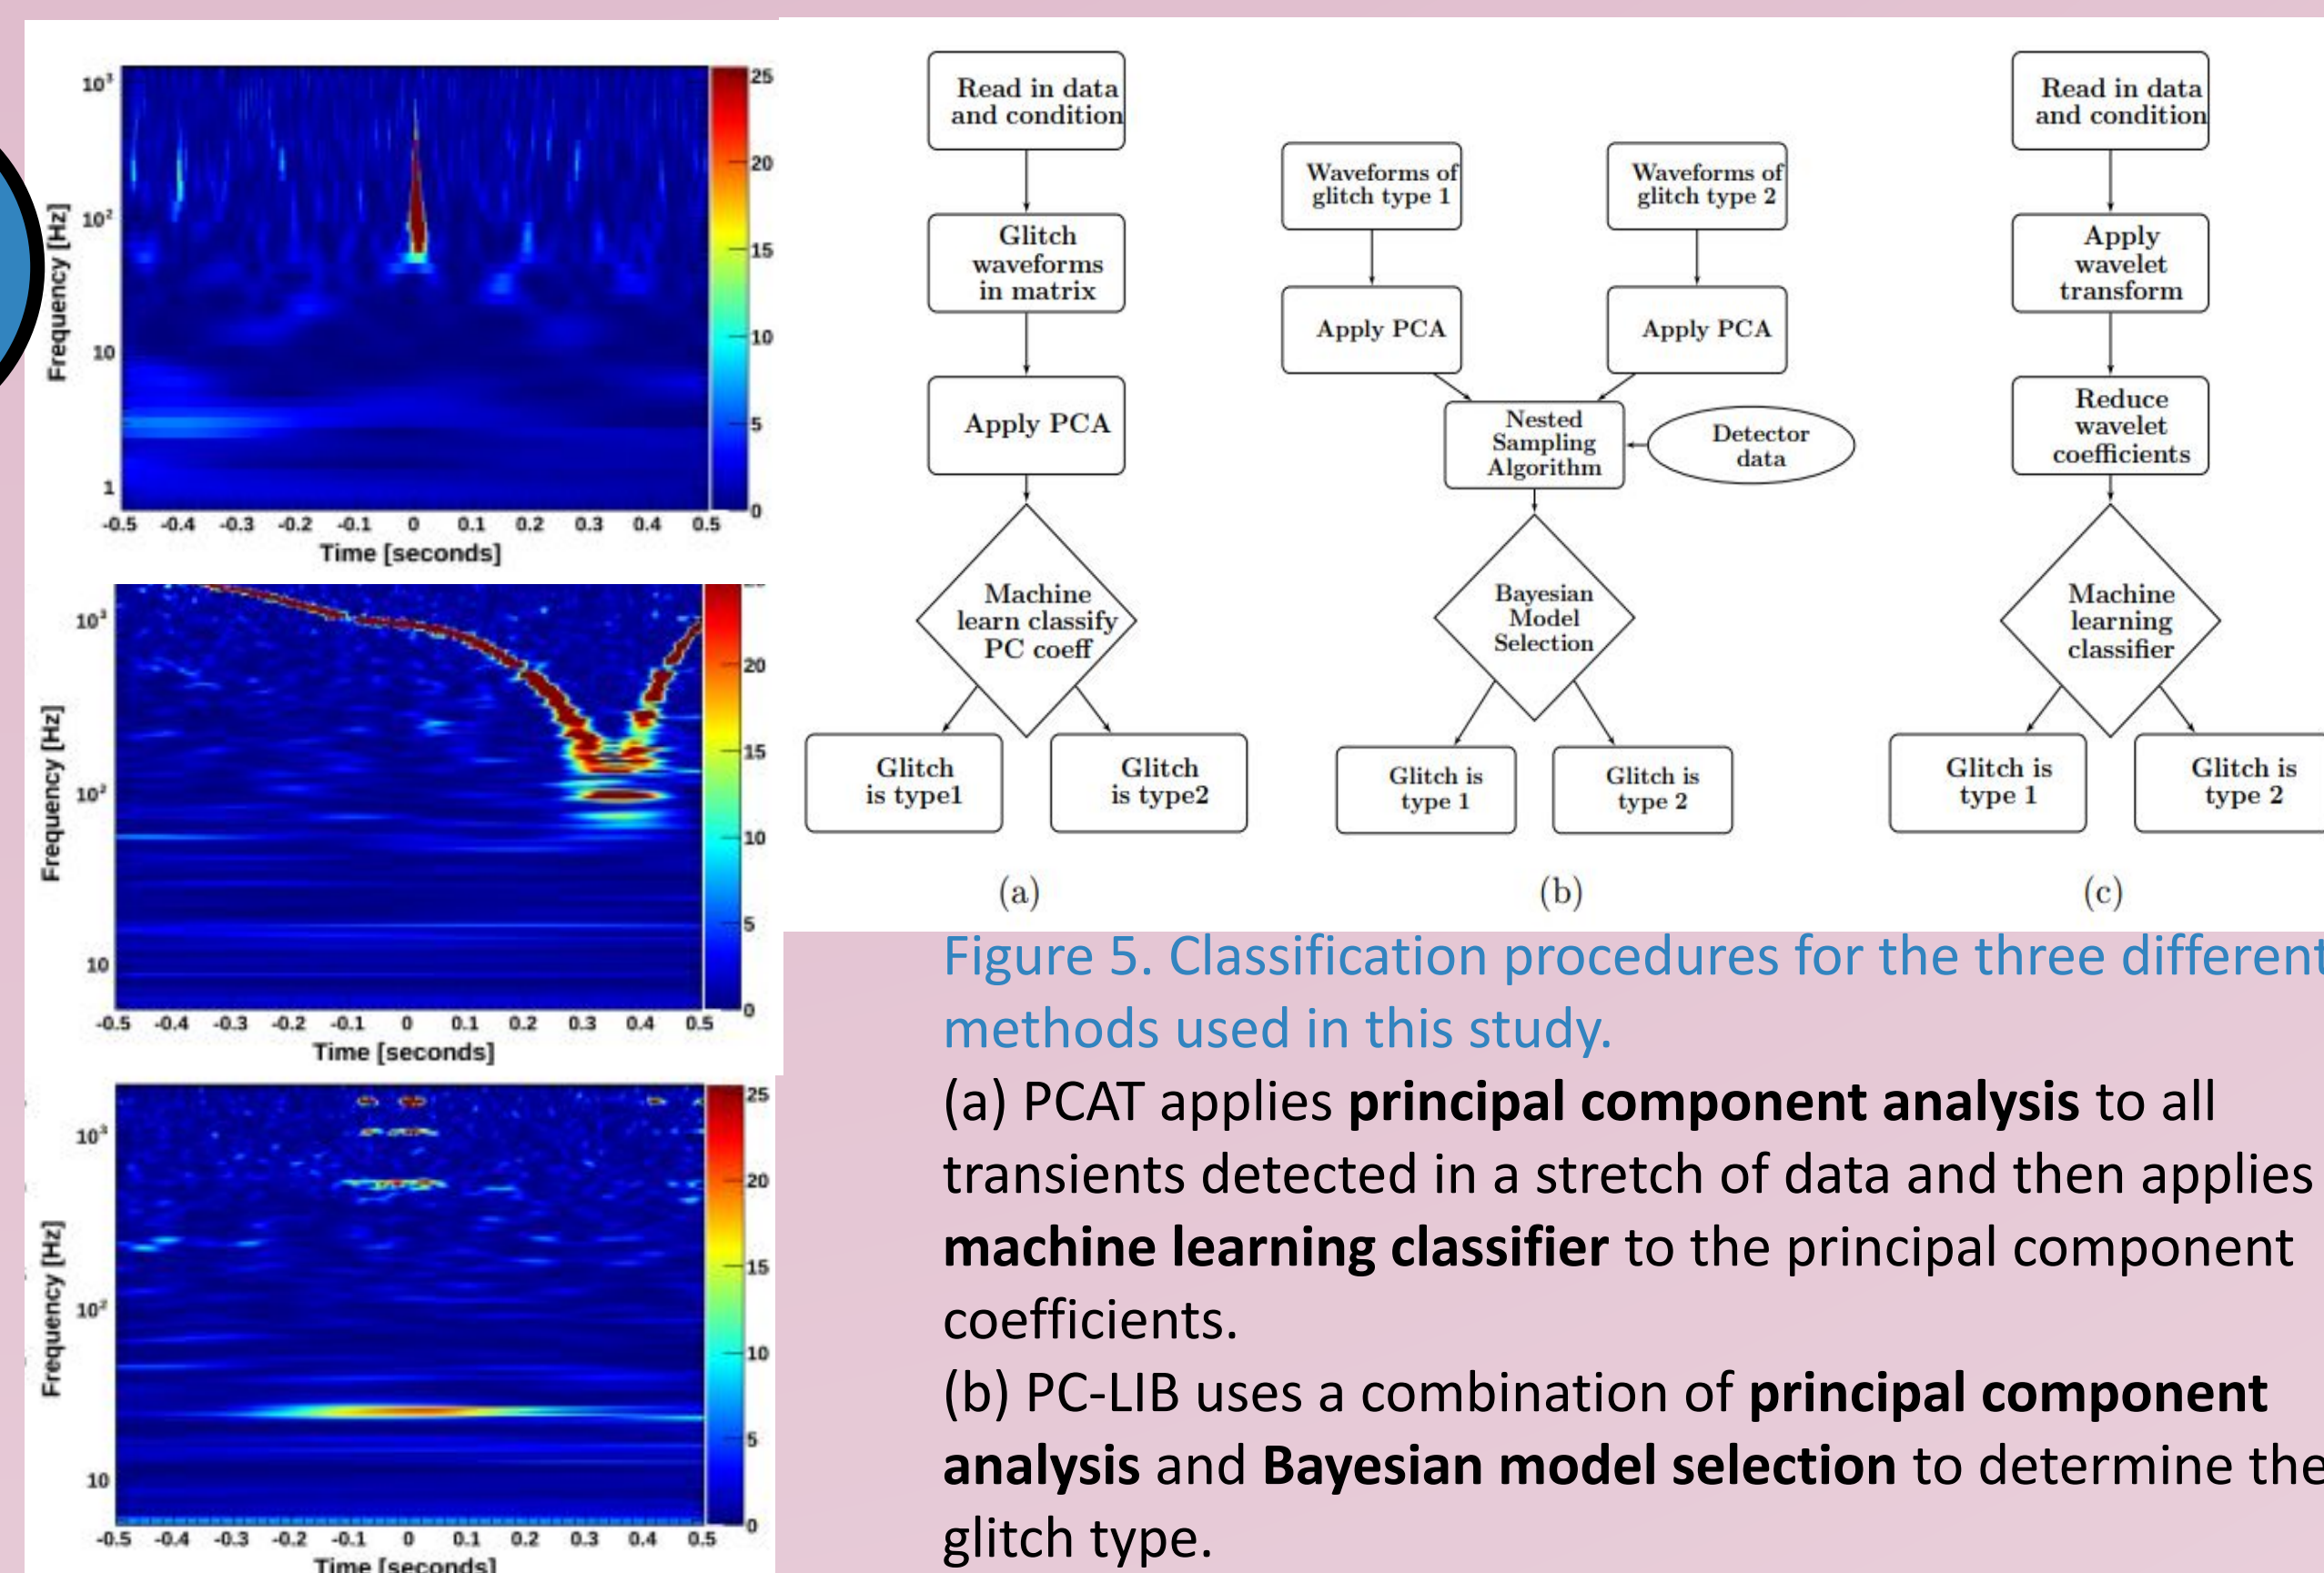 25
20
15
10
5
0
10³
10²
10
1
Frequency [Hz]
-0.5 -0.4 -0.3 -0.2 -0.1 0 0.1 0.2 0.3 0.4 0.5
Time [seconds]
20
15
10
5
0
10³
10²
10
Frequency [Hz]
-0.5 -0.4 -0.3 -0.2 -0.1 0 0.1 0.2 0.3 0.4 0.5
Time [seconds]
25
20
15
10
5
0
10³
10²
10
Frequency [Hz]
-0.5 -0.4 -0.3 -0.2 -0.1 0 0.1 0.2 0.3 0.4 0.5
Time [seconds]
Read in data
and condition
Glitch
waveforms
in matrix
Apply PCA
Machine
learn classify
PC coeff
Glitch
is type1
Glitch
is type2
(a)
Waveforms of
glitch type 1
Waveforms of
glitch type 2
Apply PCA
Apply PCA
Nested
Sampling
Algorithm
Detector
data
Bayesian
Model
Selection
Glitch is
type 1
Glitch is
type 2
(b)
Read in data
and condition
Apply
wavelet
transform
Reduce
wavelet
coefficients
Machine
learning
classifier
Glitch is
type 1
Glitch is
type 2
(c)
Figure 5. Classification procedures for the three different
methods used in this study.
(a) PCAT applies principal component analysis to all
transients detected in a stretch of data and then applies
machine learning classifier to the principal component
coefficients.
(b) PC-LIB uses a combination of principal component
analysis and Bayesian model selection to determine the
glitch type.